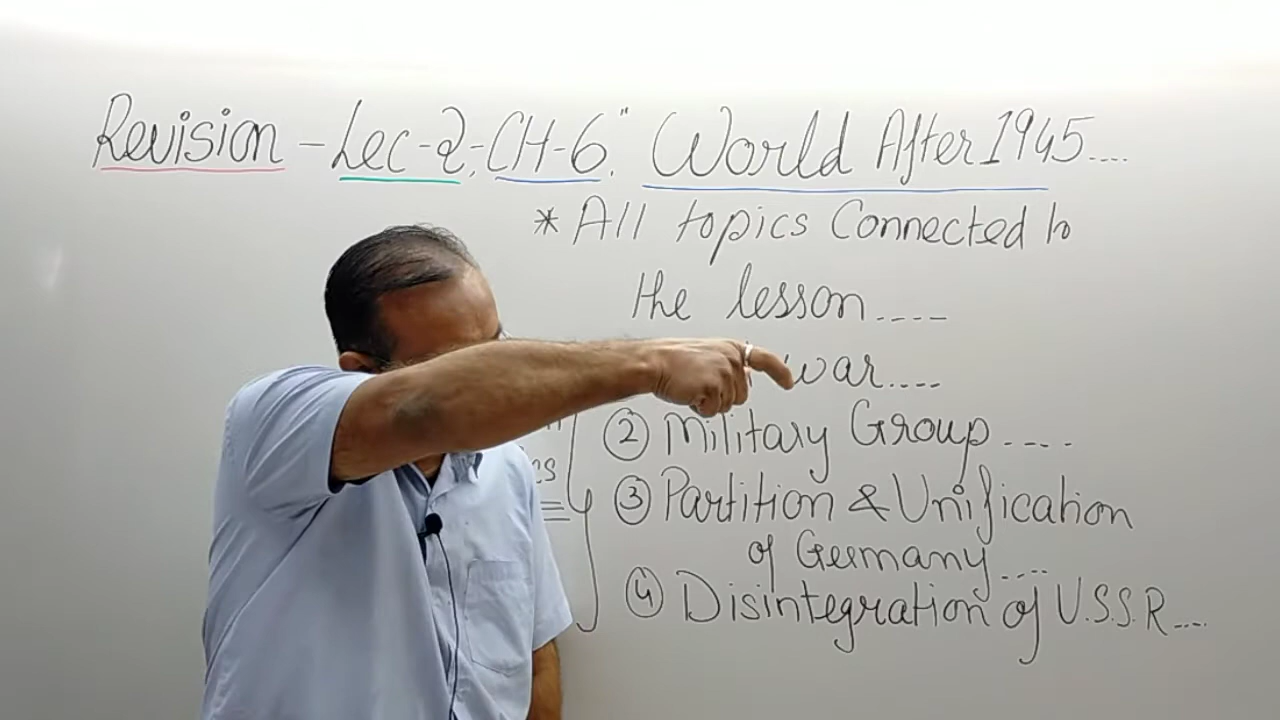 Revision - Lec-2, CH-6, "World After 1945....
* All topics Connected to
the lesson....
war....
② Military Group....
③ Partition & Unification
of Germany....
④ Disintegration of U.S.S.R....